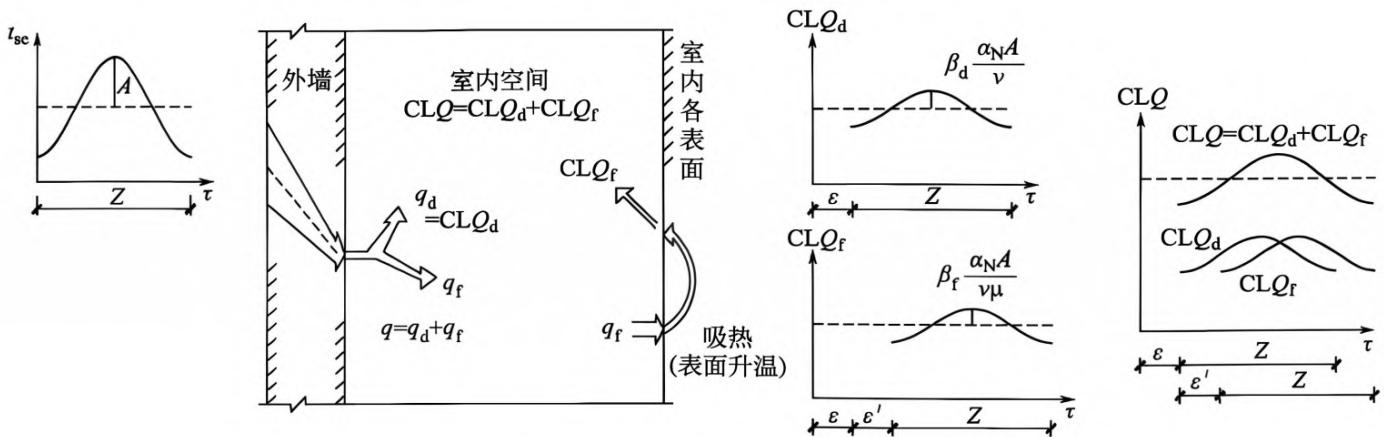 t_sc
A
Z
τ
外墙
室内空间
CLQ=CLQ_d+CLQ_f
室内各表面
q_d
=CLQ_d
q_f
q=q_d+q_f
CLQ_f
q_f
吸热
(表面升温)
CLQ_d
β_d α_N A / ν
ε
Z
τ
CLQ_f
β_f α_N A / νμ
ε
ε′
Z
τ
CLQ
CLQ=CLQ_d+CLQ_f
CLQ_d
CLQ_f
τ
ε
Z
ε′
Z